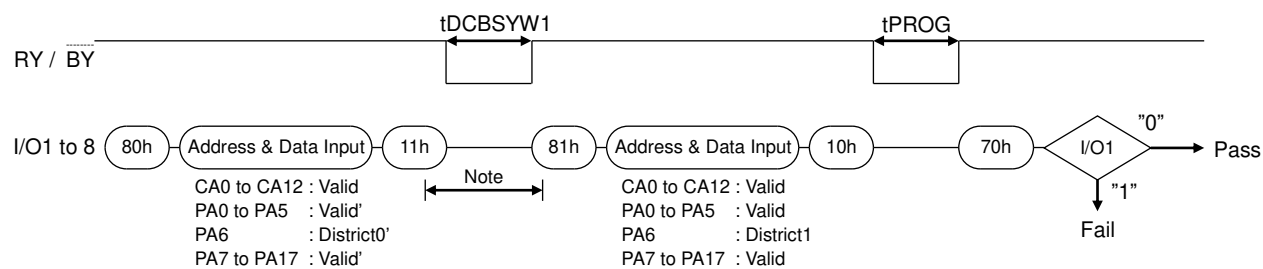 tDCBSYW1 tPROG
RY / BY
I/O1 to 8 80h Address & Data Input 11h 81h Address & Data Input 10h 70h I/O1 "0" Pass
Note
"1"
Fail
CA0 to CA12 : Valid
PA0 to PA5 : Valid'
PA6 : District0'
PA7 to PA17 : Valid'
CA0 to CA12 : Valid
PA0 to PA5 : Valid
PA6 : District1
PA7 to PA17 : Valid